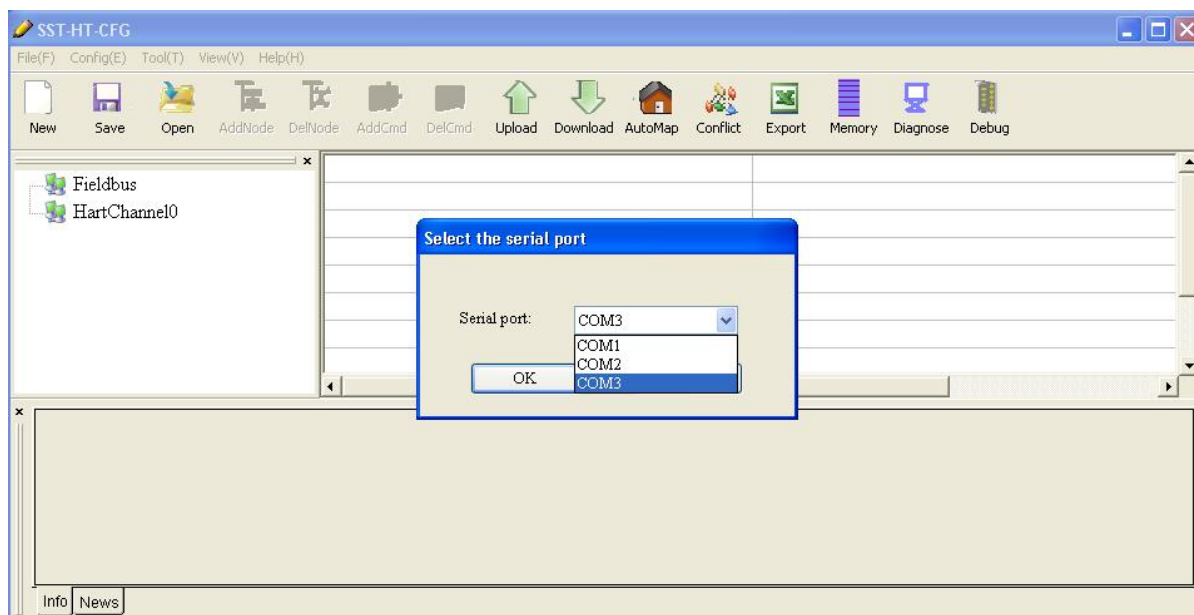 SST-HT-CFG
File(F) Config(E) Tool(T) View(V) Help(H)
New Save Open AddNode DelNode AddCmd DelCmd Upload Download AutoMap Conflict Export Memory Diagnose Debug
Fieldbus
HartChannel0
Select the serial port
Serial port: COM3
COM1
COM2
OK COM3
Info News